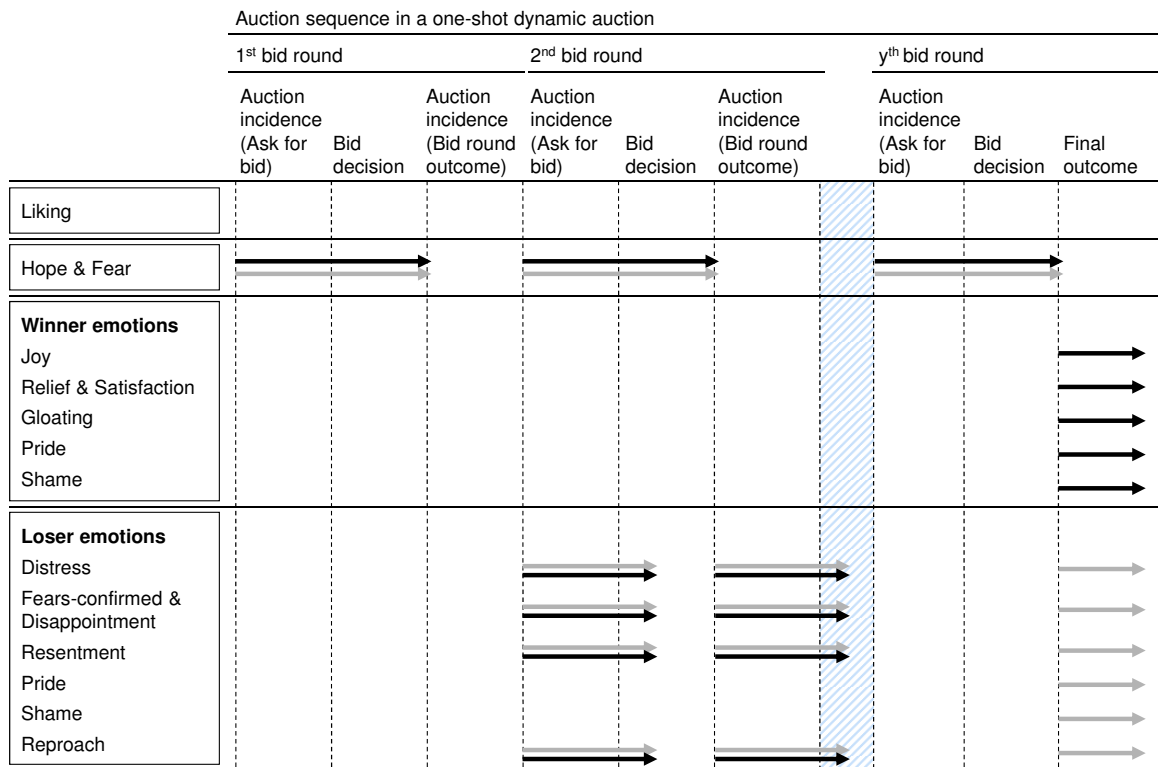 Auction sequence in a one-shot dynamic auction
1st bid round
2nd bid round
yth bid round
Auction
incidence
(Ask for
bid)
Bid
decision
Auction
incidence
(Bid round
outcome)
Auction
incidence
(Ask for
bid)
Bid
decision
Auction
incidence
(Bid round
outcome)
Auction
incidence
(Ask for
bid)
Bid
decision
Final
outcome
Liking
Hope & Fear
Winner emotions
Joy
Relief & Satisfaction
Gloating
Pride
Shame
Loser emotions
Distress
Fears-confirmed &
Disappointment
Resentment
Pride
Shame
Reproach